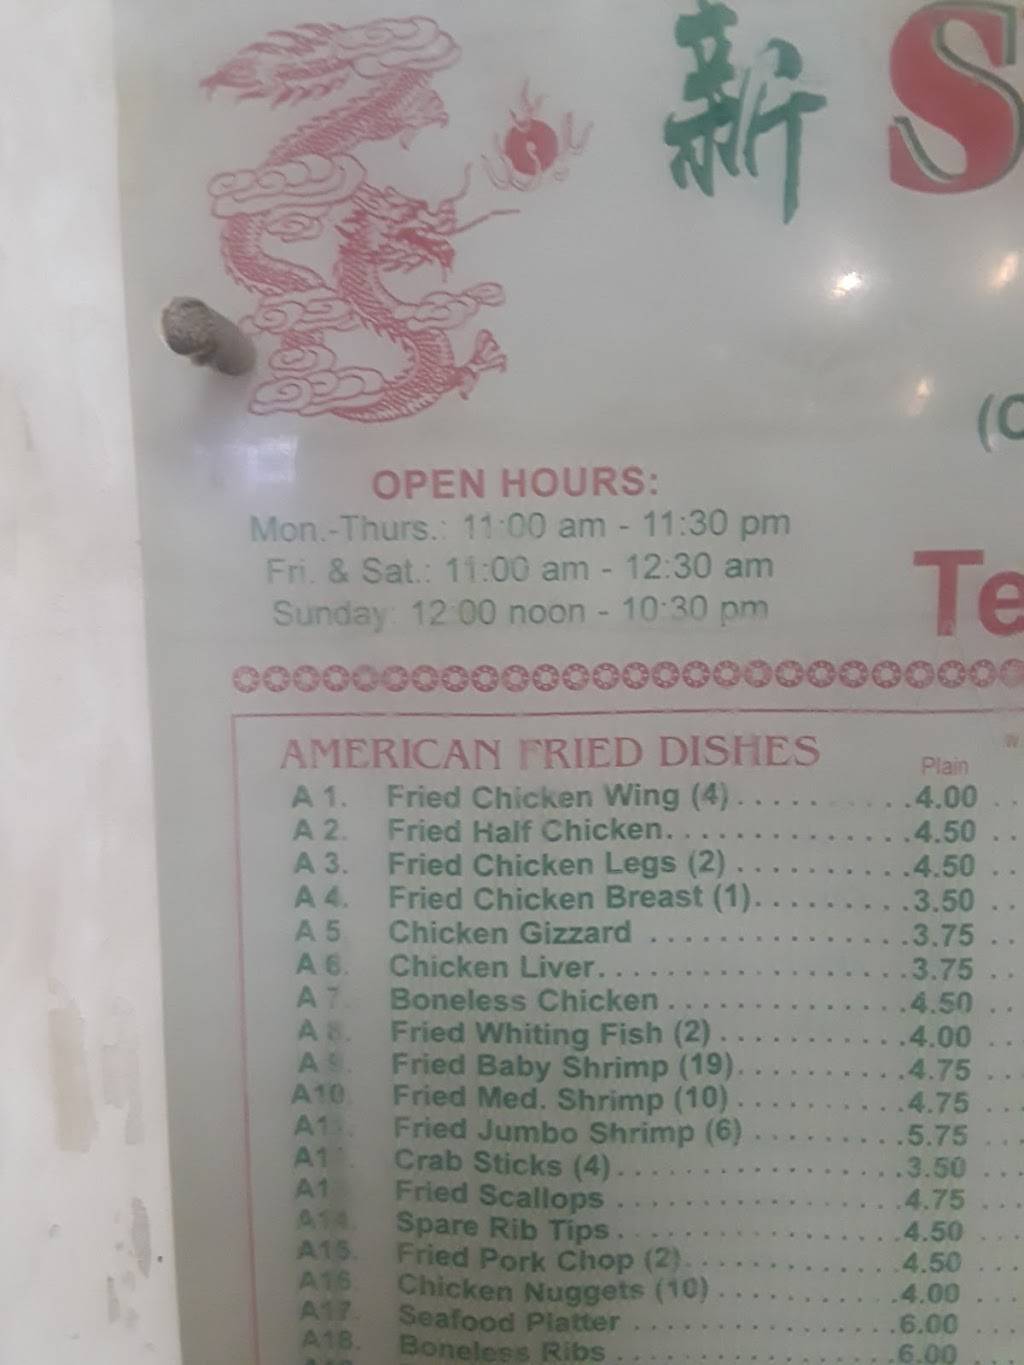 新 S
(C
OPEN HOURS:
Mon.-Thurs.: 11:00 am - 11:30 pm
Fri. & Sat.: 11:00 am - 12:30 am
Sunday: 12:00 noon - 10:30 pm
Te
AMERICAN FRIED DISHES
Plain
A 1. Fried Chicken Wing (4) 4.00
A 2. Fried Half Chicken 4.50
A 3. Fried Chicken Legs (2) 4.50
A 4. Fried Chicken Breast (1) 3.50
A 5 Chicken Gizzard 3.75
A 6. Chicken Liver 3.75
A 7. Boneless Chicken 4.50
A 8. Fried Whiting Fish (2) 4.00
A 9. Fried Baby Shrimp (19) 4.75
A10 Fried Med. Shrimp (10) 4.75
A1 Fried Jumbo Shrimp (6) 5.75
A1 Crab Sticks (4) 3.50
A1 Fried Scallops 4.75
A14. Spare Rib Tips 4.50
A15. Fried Pork Chop (2) 4.50
A16. Chicken Nuggets (10) 4.00
A17. Seafood Platter 6.00
A18. Boneless Ribs 6.00